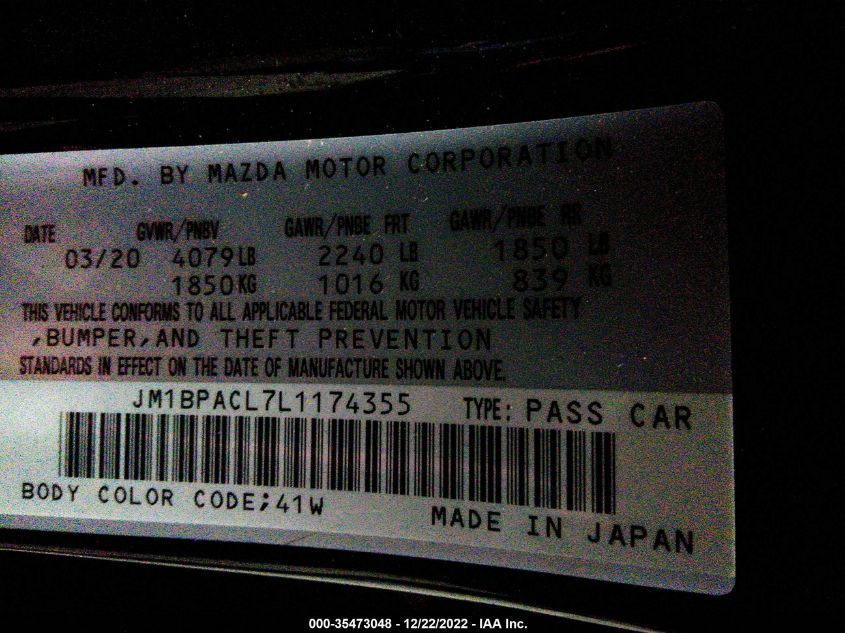 MFD. BY MAZDA MOTOR CORPORATION
DATE GVWR/PNBV GAWR/PNBE FRT GAWR/PNBE RR
03/20 4079LB 2240 LB 1850 LB
1850KG 1016 KG 839 KG
THIS VEHICLE CONFORMS TO ALL APPLICABLE FEDERAL MOTOR VEHICLE SAFETY
,BUMPER,AND THEFT PREVENTION
STANDARDS IN EFFECT ON THE DATE OF MANUFACTURE SHOWN ABOVE.
JM1BPACL7L1174355 TYPE: PASS CAR
BODY COLOR CODE;41W MADE IN JAPAN
000-35473048 - 12/22/2022 - IAA Inc.